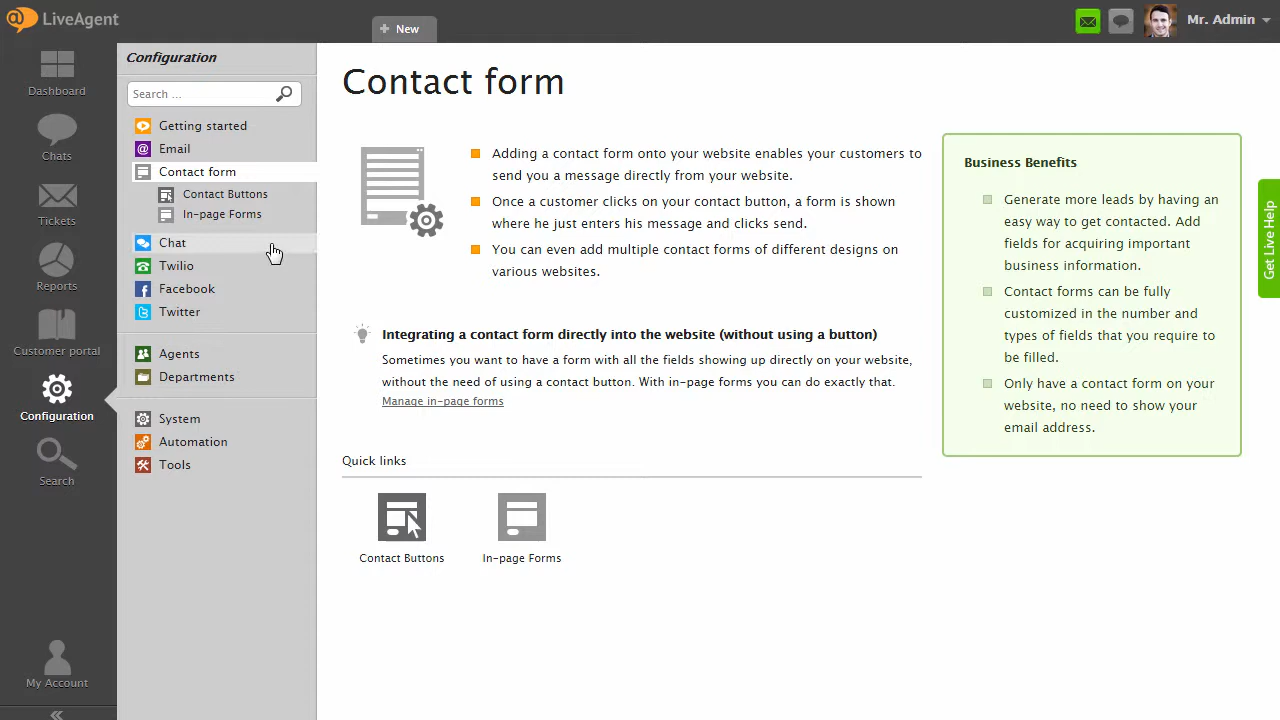 LiveAgent
New
Mr. Admin
Dashboard
Chats
Tickets
Reports
Customer portal
Configuration
Search
My Account
Configuration
Search ...
Getting started
Email
Contact form
Contact Buttons
In-page Forms
Chat
Twilio
Facebook
Twitter
Agents
Departments
System
Automation
Tools
Contact form
Adding a contact form onto your website enables your customers to
send you a message directly from your website.
Once a customer clicks on your contact button, a form is shown
where he just enters his message and clicks send.
You can even add multiple contact forms of different designs on
various websites.
Integrating a contact form directly into the website (without using a button)
Sometimes you want to have a form with all the fields showing up directly on your website,
without the need of using a contact button. With in-page forms you can do exactly that.
Manage in-page forms
Quick links
Contact Buttons
In-page Forms
Business Benefits
Generate more leads by having an
easy way to get contacted. Add
fields for acquiring important
business information.
Contact forms can be fully
customized in the number and
types of fields that you require to
be filled.
Only have a contact form on your
website, no need to show your
email address.
Get Live Help